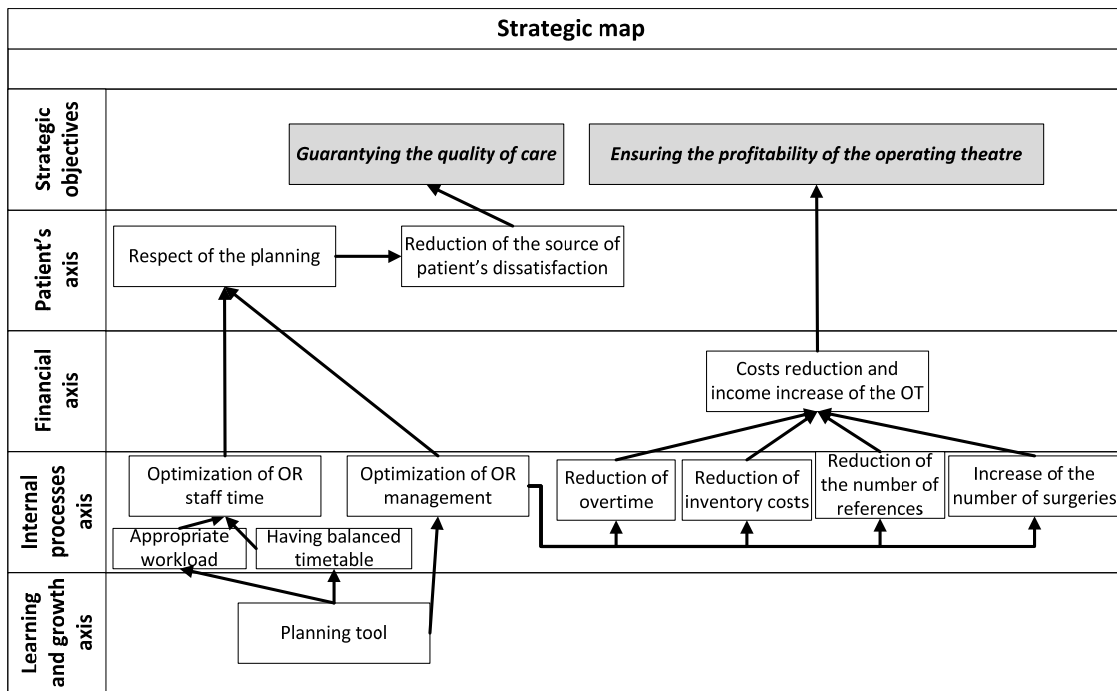 Strategic map
Strategic
objectives
Guarantying the quality of care
Ensuring the profitability of the operating theatre
Patient's
axis
Respect of the planning
Reduction of the source of
patient's dissatisfaction
Financial
axis
Costs reduction and
income increase of the OT
Internal
processes
axis
Optimization of OR
staff time
Optimization of OR
management
Reduction of
overtime
Reduction of
inventory costs
Reduction of
the number of
references
Increase of the
number of surgeries
Appropriate
workload
Having balanced
timetable
Learning
and growth
axis
Planning tool